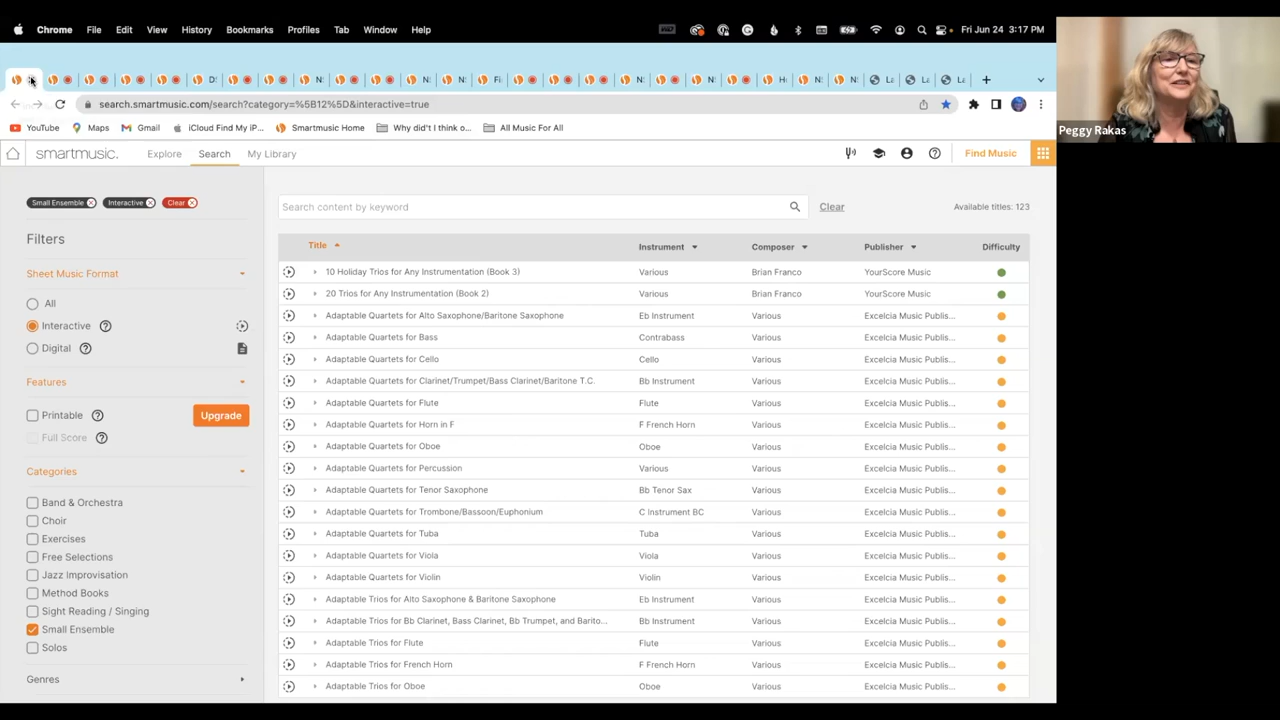 Chrome File Edit View History Bookmarks Profiles Tab Window Help Fri Jun 24 3:17 PM
search.smartmusic.com/search?category=%5B12%5D&interactive=true
YouTube Maps Gmail iCloud Find My iP... Smartmusic Home Why did't I think o... All Music For All
smartmusic. Explore Search My Library Find Music
Small Ensemble Interactive Clear
Search content by keyword Clear Available titles: 123
Filters
Sheet Music Format
All
Interactive
Digital
Features
Printable Upgrade
Full Score
Categories
Band & Orchestra
Choir
Exercises
Free Selections
Jazz Improvisation
Method Books
Sight Reading / Singing
Small Ensemble
Solos
Genres
Title Instrument Composer Publisher Difficulty
10 Holiday Trios for Any Instrumentation (Book 3) Various Brian Franco YourScore Music
20 Trios for Any Instrumentation (Book 2) Various Brian Franco YourScore Music
Adaptable Quartets for Alto Saxophone/Baritone Saxophone Eb Instrument Various Excelcia Music Publis...
Adaptable Quartets for Bass Contrabass Various Excelcia Music Publis...
Adaptable Quartets for Cello Cello Various Excelcia Music Publis...
Adaptable Quartets for Clarinet/Trumpet/Bass Clarinet/Baritone T.C. Bb Instrument Various Excelcia Music Publis...
Adaptable Quartets for Flute Flute Various Excelcia Music Publis...
Adaptable Quartets for Horn in F F French Horn Various Excelcia Music Publis...
Adaptable Quartets for Oboe Oboe Various Excelcia Music Publis...
Adaptable Quartets for Percussion Various Various Excelcia Music Publis...
Adaptable Quartets for Tenor Saxophone Bb Tenor Sax Various Excelcia Music Publis...
Adaptable Quartets for Trombone/Bassoon/Euphonium C Instrument BC Various Excelcia Music Publis...
Adaptable Quartets for Tuba Tuba Various Excelcia Music Publis...
Adaptable Quartets for Viola Viola Various Excelcia Music Publis...
Adaptable Quartets for Violin Violin Various Excelcia Music Publis...
Adaptable Trios for Alto Saxophone & Baritone Saxophone Eb Instrument Various Excelcia Music Publis...
Adaptable Trios for Bb Clarinet, Bass Clarinet, Bb Trumpet, and Barito... Bb Instrument Various Excelcia Music Publis...
Adaptable Trios for Flute Flute Various Excelcia Music Publis...
Adaptable Trios for French Horn F French Horn Various Excelcia Music Publis...
Adaptable Trios for Oboe Oboe Various Excelcia Music Publis...
Peggy Rakas